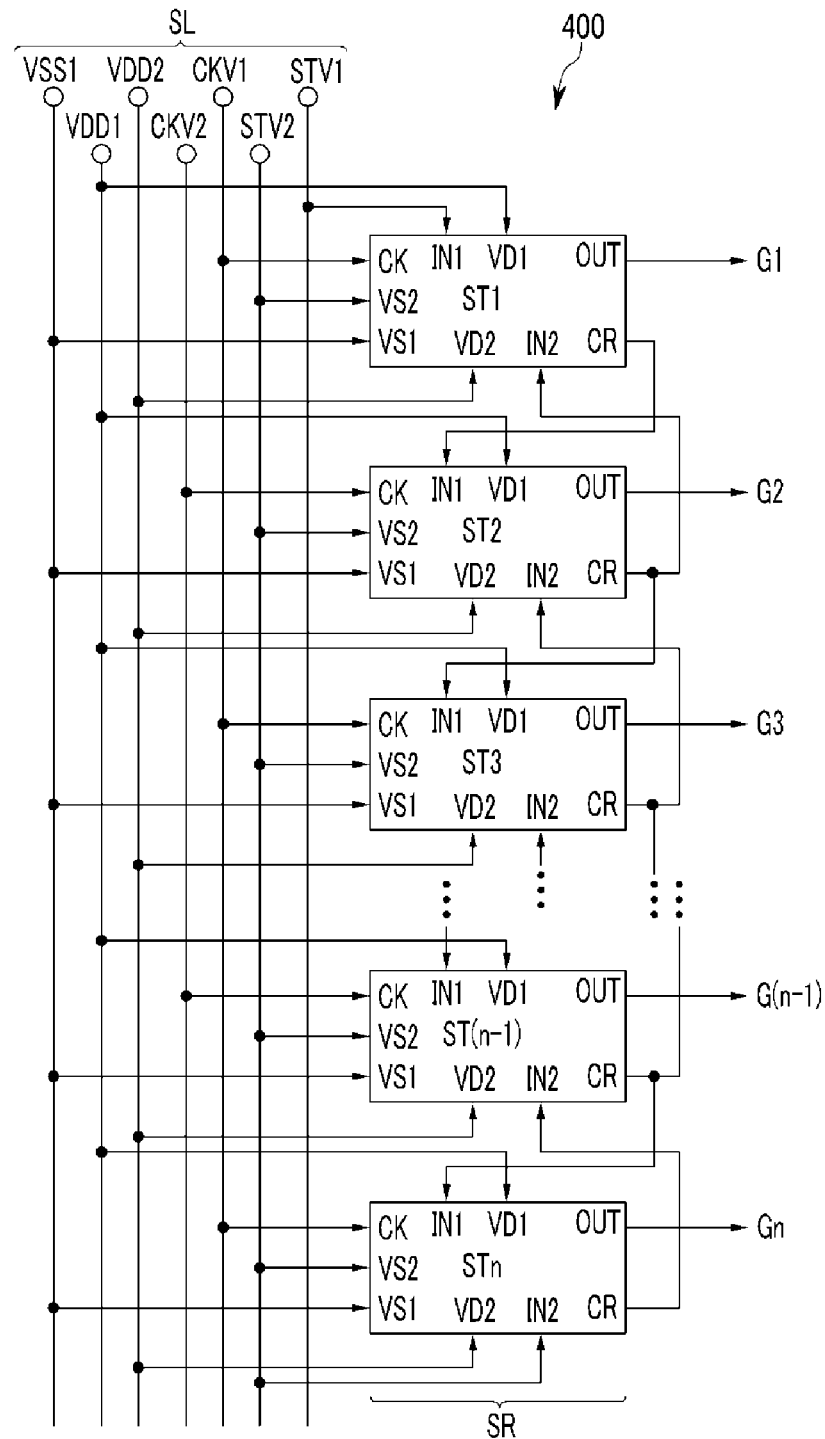 SL
400
VSS1 VDD2 CKV1 STV1
VDD1 CKV2 STV2
CK IN1 VD1 OUT G1
VS2 ST1
VS1 VD2 IN2 CR
CK IN1 VD1 OUT G2
VS2 ST2
VS1 VD2 IN2 CR
CK IN1 VD1 OUT G3
VS2 ST3
VS1 VD2 IN2 CR
CK IN1 VD1 OUT G(n-1)
VS2 ST(n-1)
VS1 VD2 IN2 CR
CK IN1 VD1 OUT Gn
VS2 STn
VS1 VD2 IN2 CR
SR